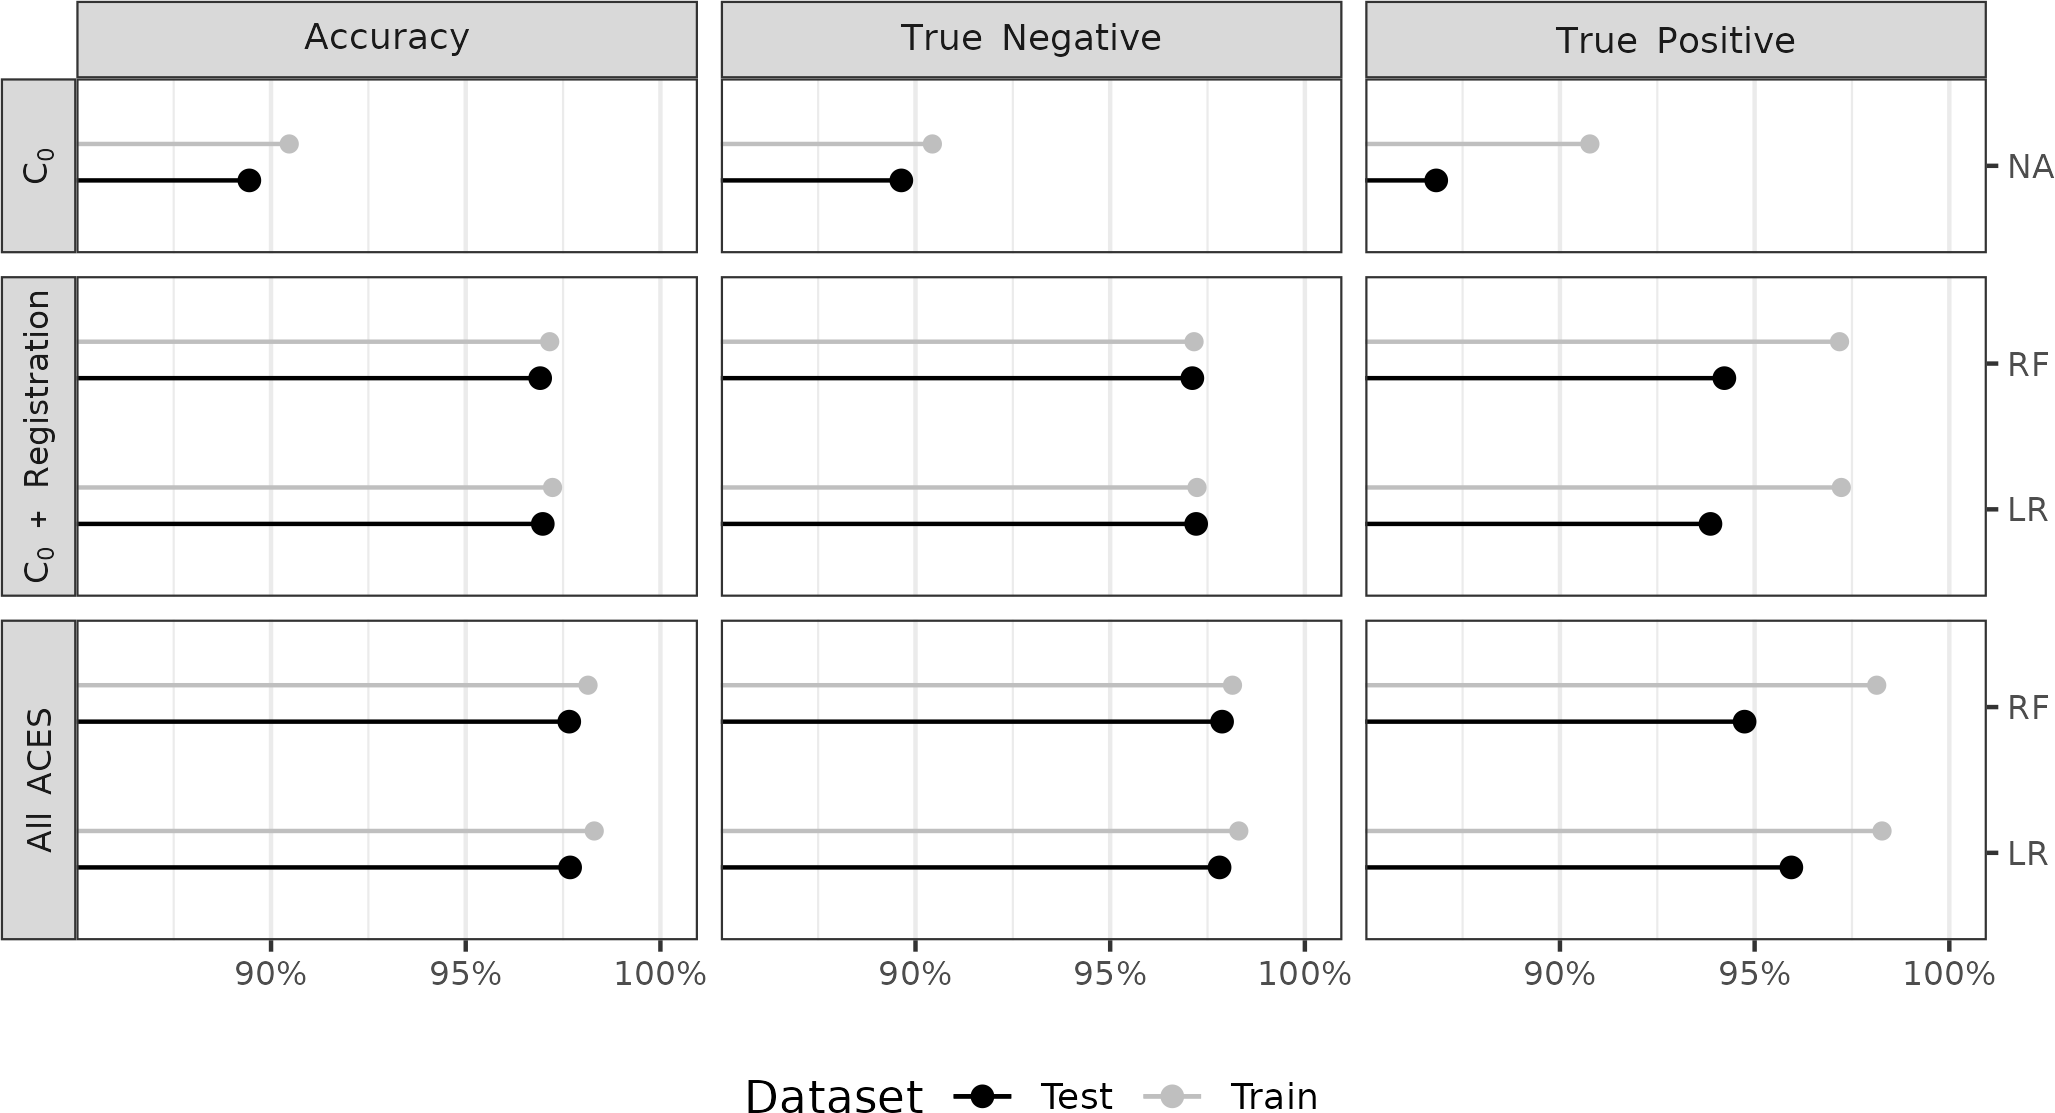 Accuracy
True Negative
True Positive
C₀
NA
C₀ + Registration
RF
LR
All ACES
RF
LR
90% 95% 100% 90% 95% 100% 90% 95% 100%
Dataset Test Train